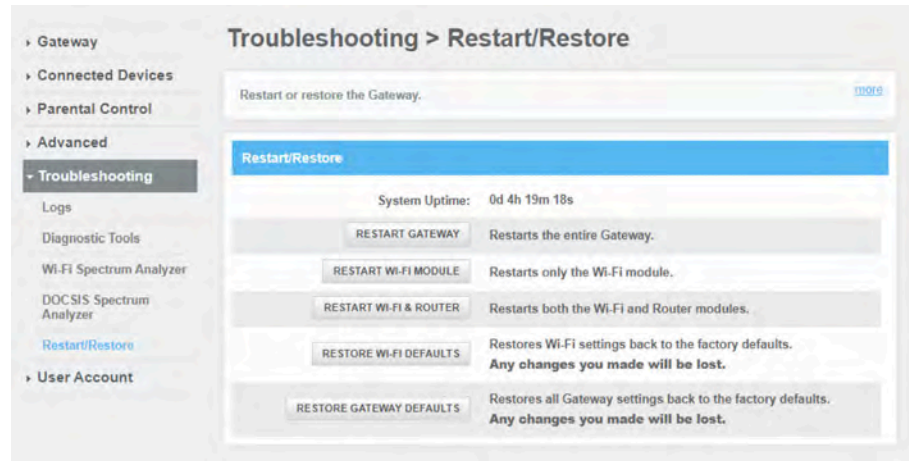 Gateway
Connected Devices
Parental Control
Advanced
Troubleshooting
Logs
Diagnostic Tools
Wi-Fi Spectrum Analyzer
DOCSIS Spectrum
Analyzer
Restart/Restore
User Account
Troubleshooting > Restart/Restore
Restart or restore the Gateway.
more
Restart/Restore
System Uptime: 0d 4h 19m 18s
RESTART GATEWAY Restarts the entire Gateway.
RESTART WI-FI MODULE Restarts only the Wi-Fi module.
RESTART WI-FI & ROUTER Restarts both the Wi-Fi and Router modules.
RESTORE WI-FI DEFAULTS Restores Wi-Fi settings back to the factory defaults.
Any changes you made will be lost.
RESTORE GATEWAY DEFAULTS Restores all Gateway settings back to the factory defaults.
Any changes you made will be lost.